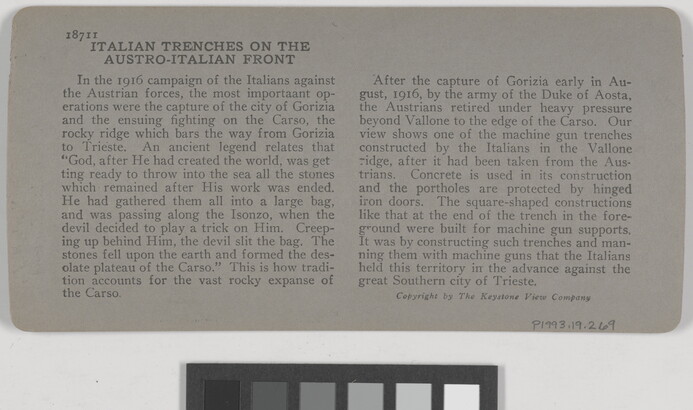 18711
ITALIAN TRENCHES ON THE
AUSTRO-ITALIAN FRONT
In the 1916 campaign of the Italians against
the Austrian forces, the most importaant op-
erations were the capture of the city of Gorizia
and the ensuing fighting on the Carso, the
rocky ridge which bars the way from Gorizia
to Trieste. An ancient legend relates that
"God, after He had created the world, was get
ting ready to throw into the sea all the stones
which remained after His work was ended.
He had gathered them all into a large bag,
and was passing along the Isonzo, when the
devil decided to play a trick on Him. Creep-
ing up behind Him, the devil slit the bag. The
stones fell upon the earth and formed the des-
olate plateau of the Carso." This is how tradi-
tion accounts for the vast rocky expanse of
the Carso.
After the capture of Gorizia early in Au-
gust, 1916, by the army of the Duke of Aosta,
the Austrians retired under heavy pressure
beyond Vallone to the edge of the Carso. Our
view shows one of the machine gun trenches
constructed by the Italians in the Vallone
ridge, after it had been taken from the Aus-
trians. Concrete is used in its construction
and the portholes are protected by hinged
iron doors. The square-shaped constructions
like that at the end of the trench in the fore-
ground were built for machine gun supports.
It was by constructing such trenches and man-
ning them with machine guns that the Italians
held this territory in the advance against the
great Southern city of Trieste.
Copyright by The Keystone View Company
P1993.19.269